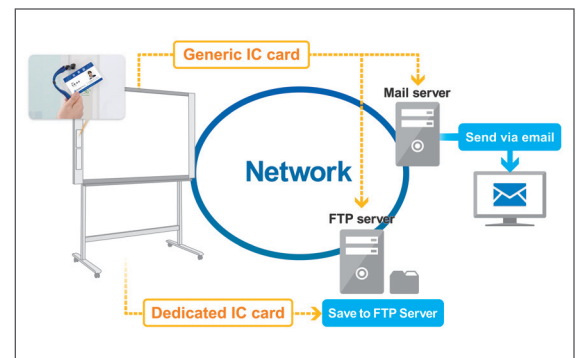 Generic IC card
Mail server
Send via email
Network
FTP server
Dedicated IC card
Save to FTP Server